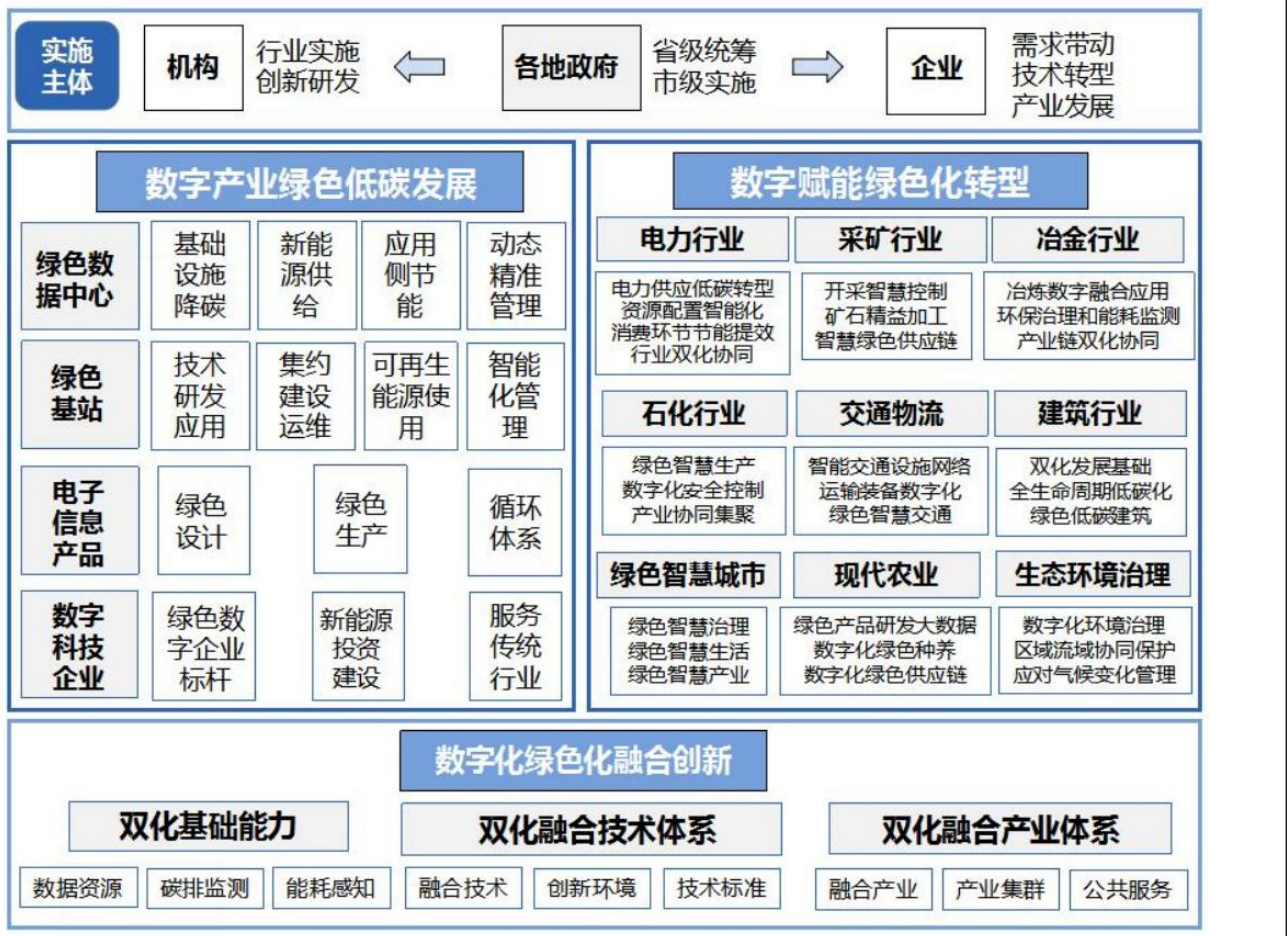 实施
主体
机构
行业实施
创新研发
各地政府
省级统筹
市级实施
企业
需求带动
技术转型
产业发展
数字产业绿色低碳发展
绿色数
据中心
基础
设施
降碳
新能
源供
给
应用
侧节
能
动态
精准
管理
绿色
基站
技术
研发
应用
集约
建设
运维
可再生
能源使
用
智能
化管
理
电子
信息
产品
绿色
设计
绿色
生产
循环
体系
数字
科技
企业
绿色数
字企业
标杆
新能源
投资
建设
服务
传统
行业
数字赋能绿色化转型
电力行业
电力供应低碳转型
资源配置智能化
消费环节节能提效
行业双化协同
采矿行业
开采智慧控制
矿石精益加工
智慧绿色供应链
冶金行业
冶炼数字融合应用
环保治理和能耗监测
产业链双化协同
石化行业
绿色智慧生产
数字化安全控制
产业协同集聚
交通物流
智能交通设施网络
运输装备数字化
绿色智慧交通
建筑行业
双化发展基础
全生命周期低碳化
绿色低碳建筑
绿色智慧城市
绿色智慧治理
绿色智慧生活
绿色智慧产业
现代农业
绿色产品研发大数据
数字化绿色种养
数字化绿色供应链
生态环境治理
数字化环境治理
区域流域协同保护
应对气候变化管理
数字化绿色化融合创新
双化基础能力
数据资源
碳排监测
能耗感知
双化融合技术体系
融合技术
创新环境
技术标准
双化融合产业体系
融合产业
产业集群
公共服务